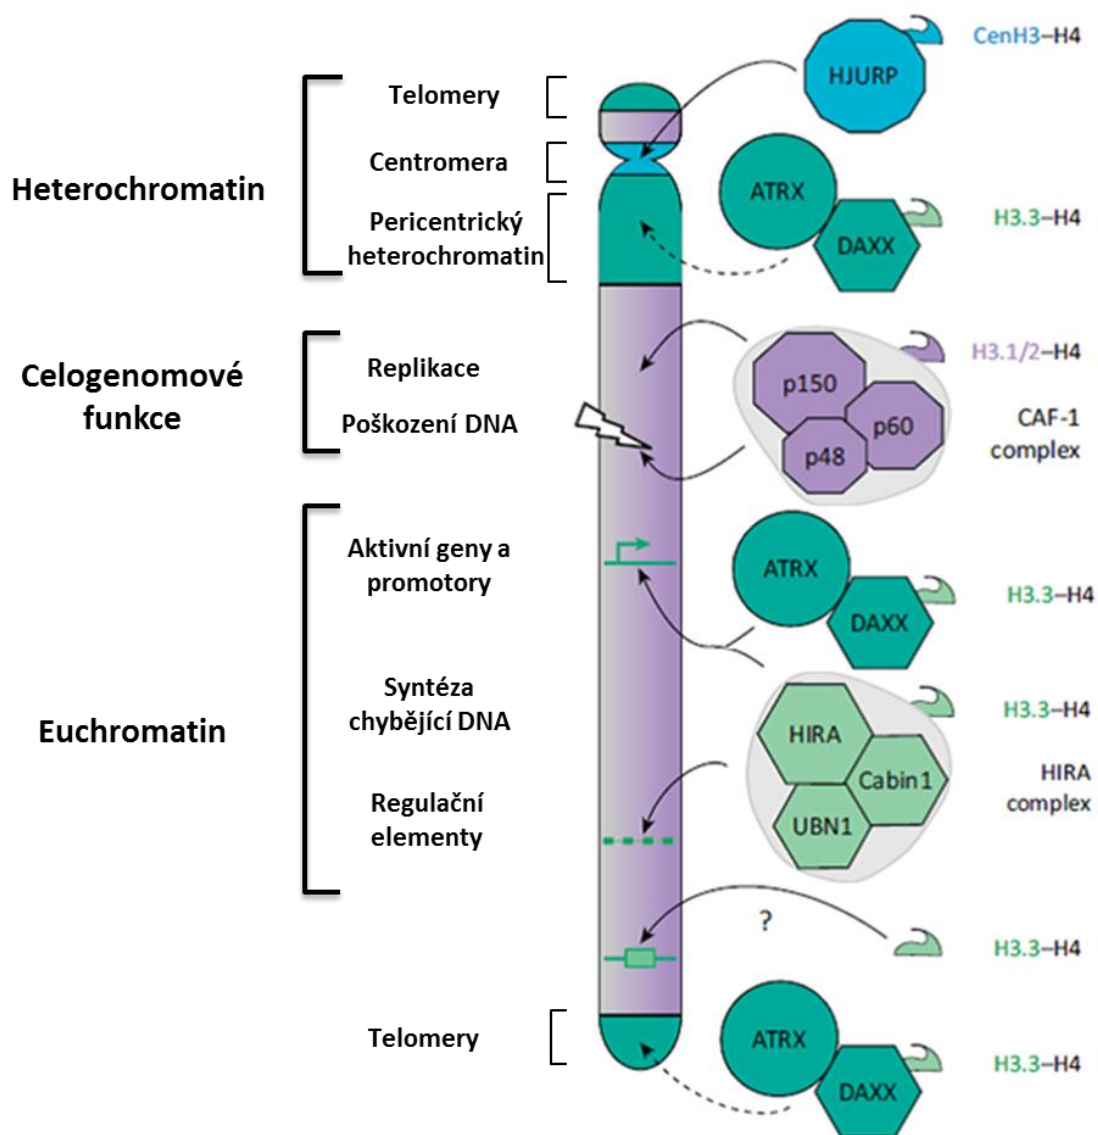 CenH3–H4
HJURP
Telomery
Centromera
Heterochromatin
ATRX
Pericentrický
heterochromatin
H3.3–H4
DAXX
H3.1/2–H4
Celogenomové
funkce
Replikace
Poškození DNA
p150
p60
p48
CAF-1
complex
Aktivní geny a
promotory
ATRX
H3.3–H4
DAXX
Euchromatin
Syntéza
chybějící DNA
H3.3–H4
HIRA
Cabin1
UBN1
HIRA
complex
Regulační
elementy
?
H3.3–H4
Telomery
ATRX
H3.3–H4
DAXX